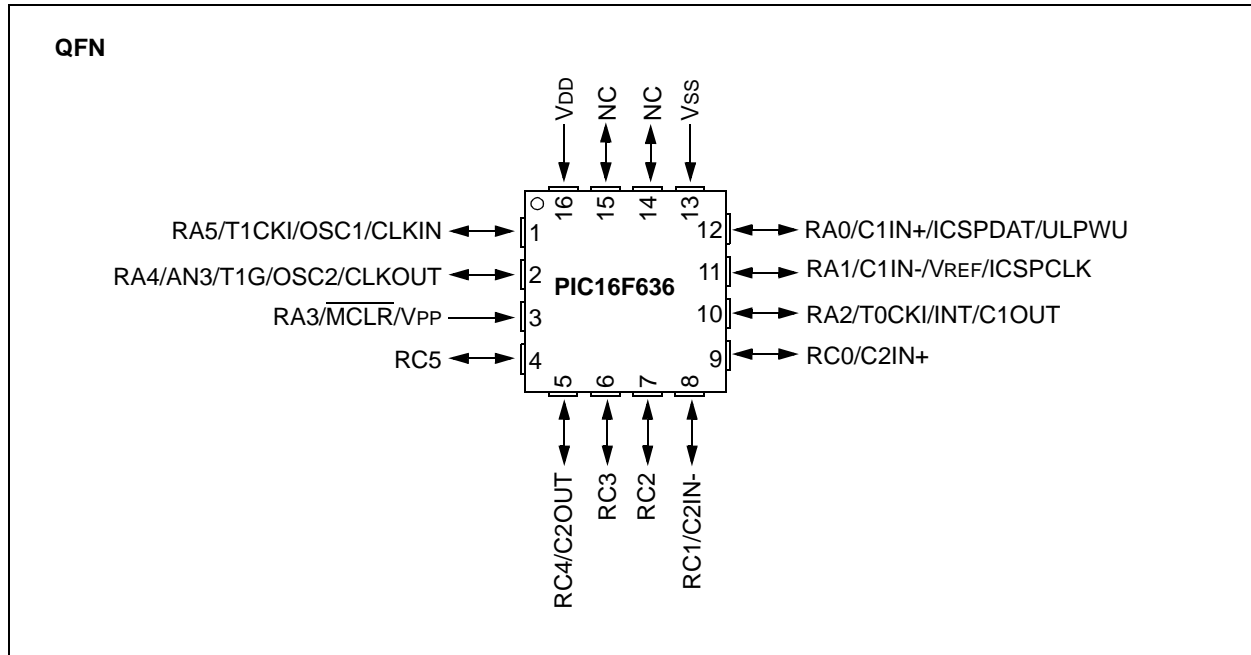 QFN
VDD
NC
NC
VSS
16
15
14
13
RA5/T1CKI/OSC1/CLKIN
1
12
RA0/C1IN+/ICSPDAT/ULPWU
RA4/AN3/T1G/OSC2/CLKOUT
2
PIC16F636
11
RA1/C1IN-/VREF/ICSPCLK
RA3/MCLR/VPP
3
10
RA2/T0CKI/INT/C1OUT
RC5
4
9
RC0/C2IN+
5
6
7
8
RC4/C2OUT
RC3
RC2
RC1/C2IN-